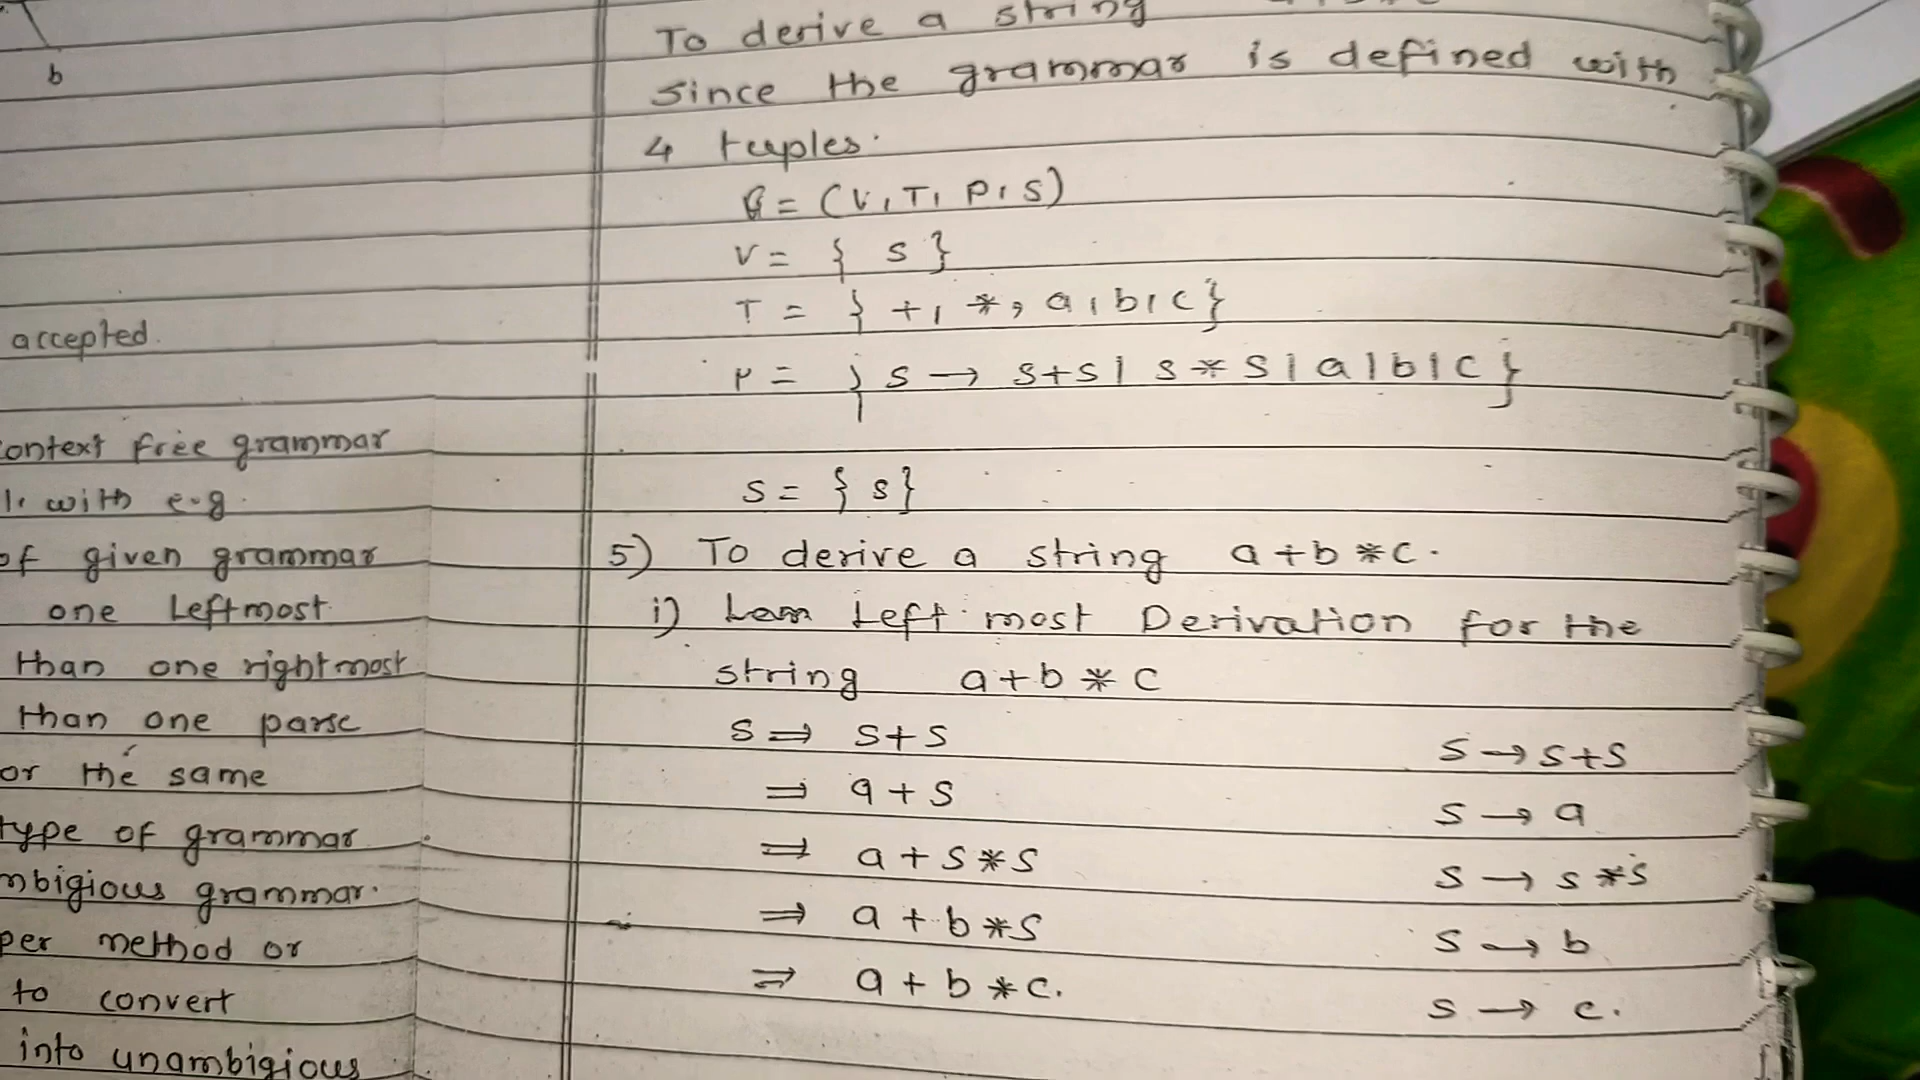 b
accepted.
context free grammar
with e.g.
of given grammar
one Leftmost
than one rightmost
than one parse
or the same
type of grammar
mbigious grammar.
per method or
to convert
into unambigious
To derive a string
since the grammar is defined with
4 tuples.
G = (V, T, P, S)
V = { S }
T = { +, *, a, b, c }
P = { S → S+S | S * S | a | b | c }
S = { S }
5) To derive a string a + b * c.
i) Left most Derivation for the
string a + b * c
S ⇒ S+S S → S+S
⇒ a + S S → a
⇒ a + S * S S → S * S
⇒ a + b * S S → b
⇒ a + b * c. S → c.